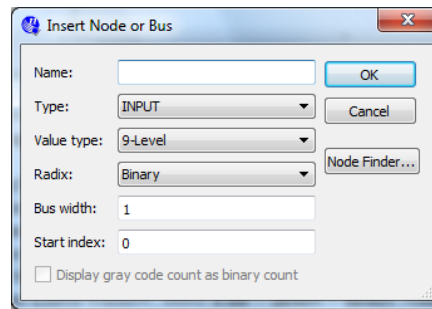 Insert Node or Bus
Name:
OK
Type: INPUT
Cancel
Value type: 9-Level
Radix: Binary
Node Finder...
Bus width: 1
Start index: 0
Display gray code count as binary count